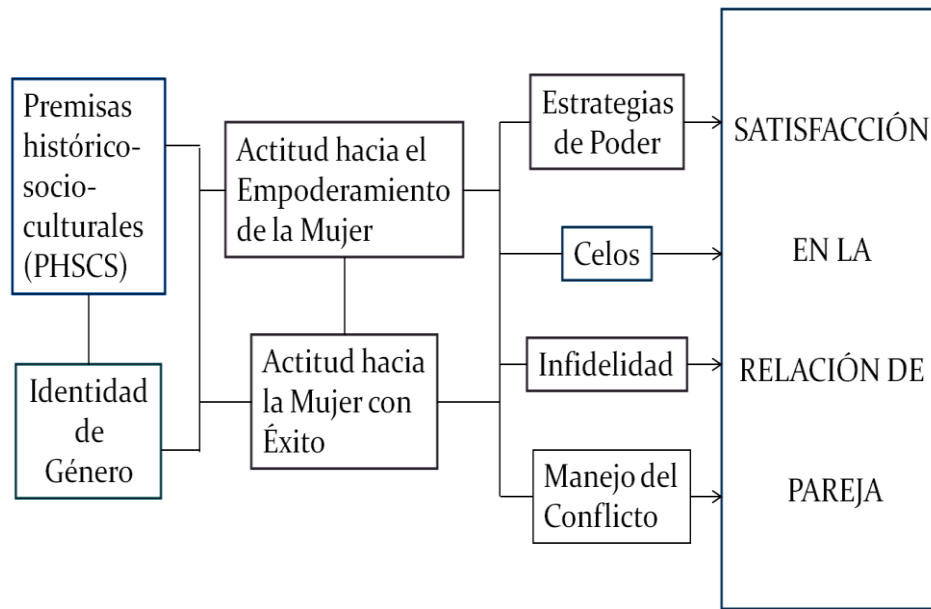 Premisas
histórico-
socio-
culturales
(PHSCS)
Identidad
de
Género
Actitud hacia el
Empoderamiento
de la Mujer
Actitud hacia
la Mujer con
Éxito
Estrategias
de Poder
Celos
Infidelidad
Manejo del
Conflicto
SATISFACCIÓN
EN LA
RELACIÓN DE
PAREJA